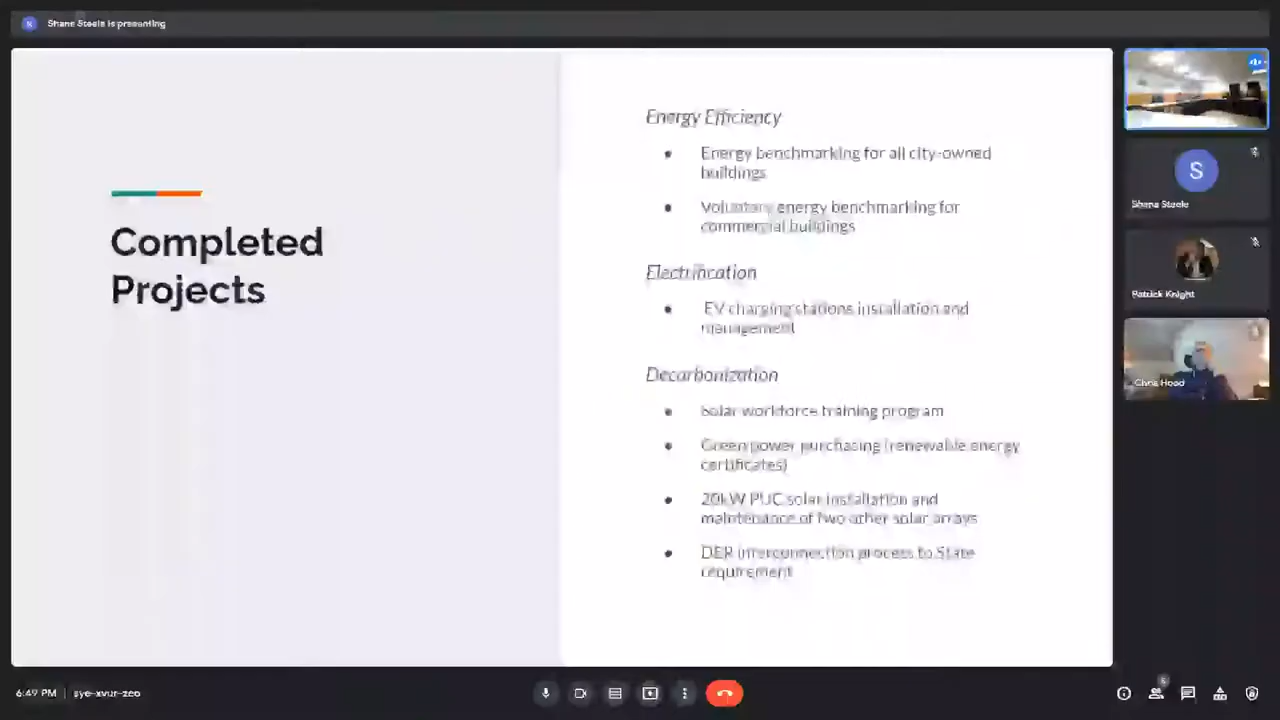 S Shane Steele is presenting
Completed
Projects
Energy Efficiency
● Energy benchmarking for all city-owned
buildings
● Voluntary energy benchmarking for
commercial buildings
Electrification
● EV charging stations installation and
management
Decarbonization
● Solar workforce training program
● Green power purchasing (renewable energy
certificates)
● 20kW PUC solar installation and
maintenance of two other solar arrays
● DER interconnection process to State
requirement
S
Shane Steele
Patrick Knight
Chris Hood
6:49 PM